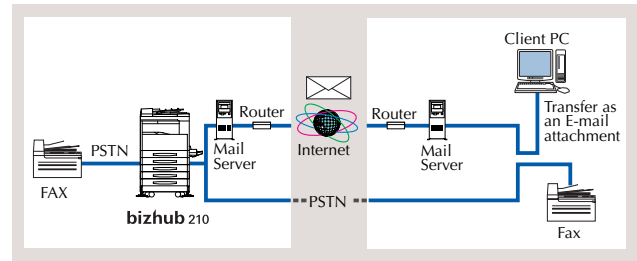 Client PC
Router
Router
Transfer as
an E-mail
attachment
PSTN
Mail
Server
Internet
Mail
Server
FAX
PSTN
bizhub 210
Fax